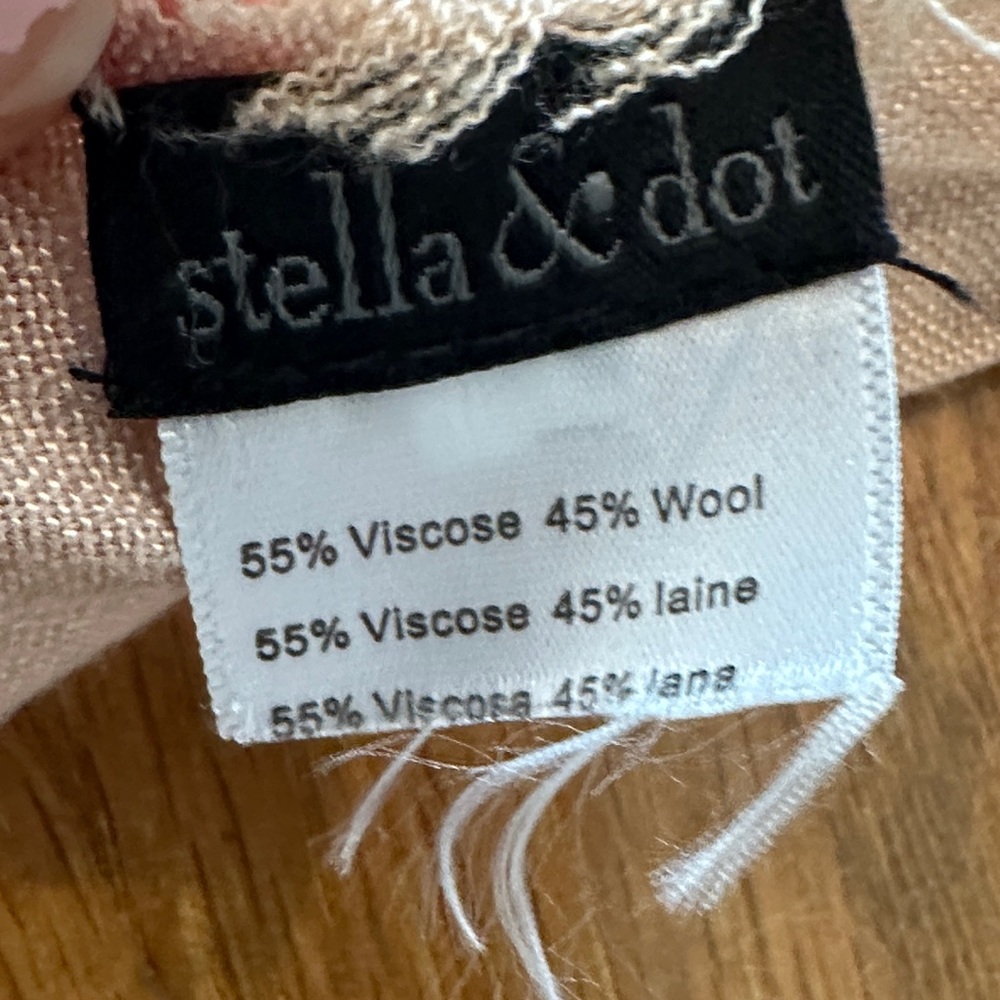 stella & dot
55% Viscose 45% Wool
55% Viscose 45% laine
55% Viscosa 45% lana